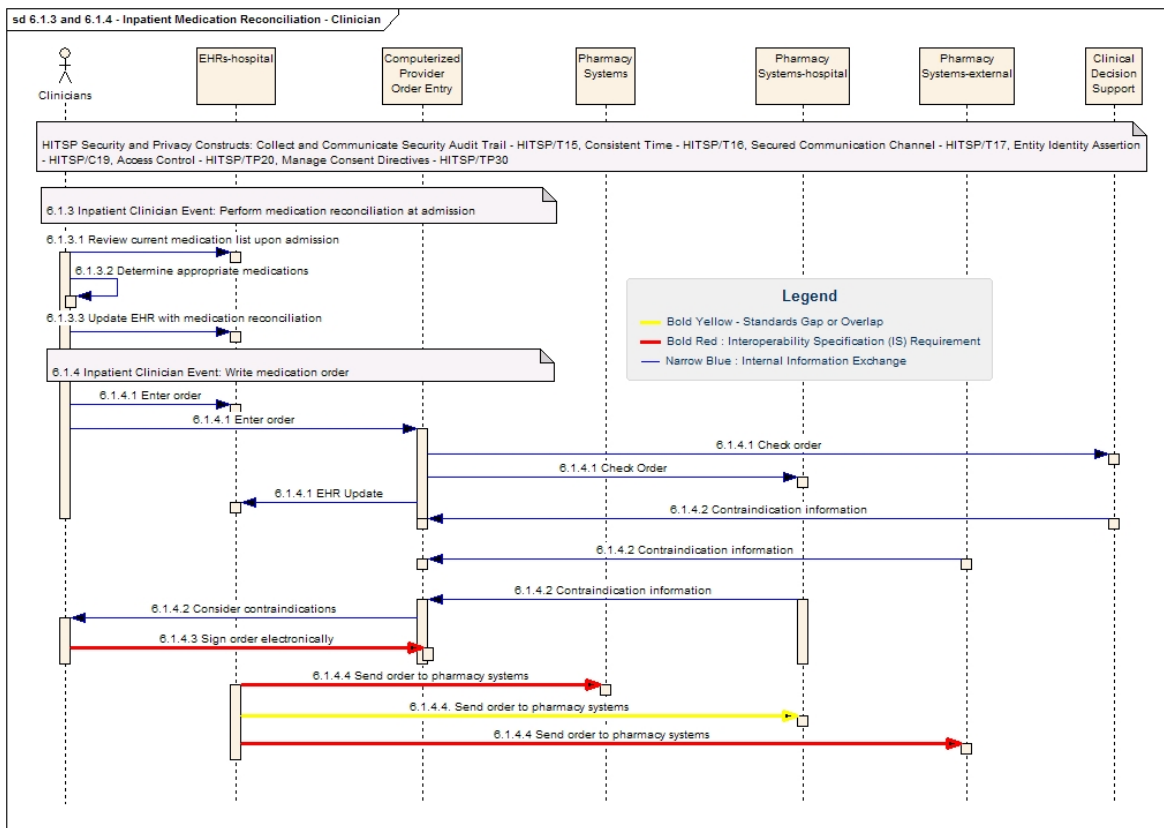 sd 6.1.3 and 6.1.4 - Inpatient Medication Reconciliation - Clinician
Clinicians
EHRs-hospital
Computerized
Provider
Order Entry
Pharmacy
Systems
Pharmacy
Systems-hospital
Pharmacy
Systems-external
Clinical
Decision
Support
HITSP Security and Privacy Constructs: Collect and Communicate Security Audit Trail - HITSP/T15, Consistent Time - HITSP/T16, Secured Communication Channel - HITSP/T17, Entity Identity Assertion
- HITSP/C19, Access Control - HITSP/TP20, Manage Consent Directives - HITSP/TP30
6.1.3 Inpatient Clinician Event: Perform medication reconciliation at admission
6.1.3.1 Review current medication list upon admission
6.1.3.2 Determine appropriate medications
6.1.3.3 Update EHR with medication reconciliation
Legend
Bold Yellow - Standards Gap or Overlap
Bold Red : Interoperability Specification (IS) Requirement
Narrow Blue : Internal Information Exchange
6.1.4 Inpatient Clinician Event: Write medication order
6.1.4.1 Enter order
6.1.4.1 Enter order
6.1.4.1 Check order
6.1.4.1 Check Order
6.1.4.1 EHR Update
6.1.4.2 Contraindication information
6.1.4.2 Contraindication information
6.1.4.2 Contraindication information
6.1.4.2 Consider contraindications
6.1.4.3 Sign order electronically
6.1.4.4 Send order to pharmacy systems
6.1.4.4. Send order to pharmacy systems
6.1.4.4 Send order to pharmacy systems